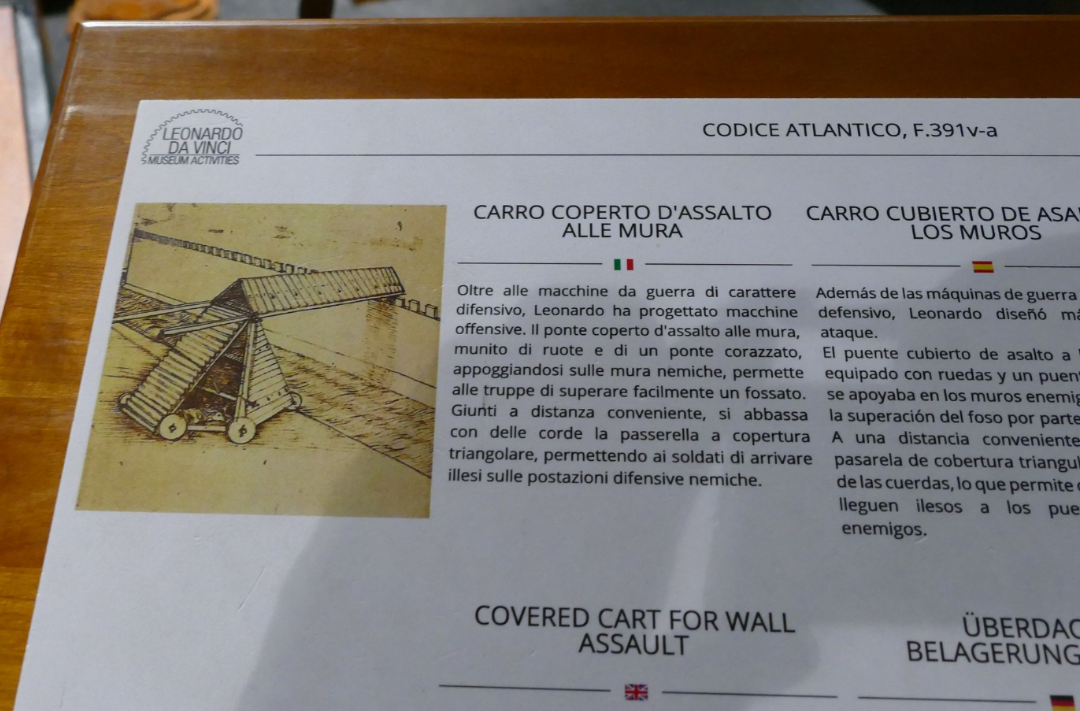 LEONARDO
DA VINCI
MUSEUM ACTIVITIES
CODICE ATLANTICO, F.391v-a
CARRO COPERTO D'ASSALTO
ALLE MURA
Oltre alle macchine da guerra di carattere
difensivo, Leonardo ha progettato macchine
offensive. Il ponte coperto d'assalto alle mura,
munito di ruote e di un ponte corazzato,
appoggiandosi sulle mura nemiche, permette
alle truppe di superare facilmente un fossato.
Giunti a distanza conveniente, si abbassa
con delle corde la passerella a copertura
triangolare, permettendo ai soldati di arrivare
illesi sulle postazioni difensive nemiche.
CARRO CUBIERTO DE
LOS MUROS
Además de las máquinas de guerra
defensivo, Leonardo diseñó
ataque.
El puente cubierto de asalto a
equipado con ruedas y un
se apoyaba en los muros
la superación del foso por parte
A una distancia conveniente
pasarela de cobertura
de las cuerdas, lo que permite
lleguen ilesos a los
enemigos.
COVERED CART FOR WALL
ASSAULT